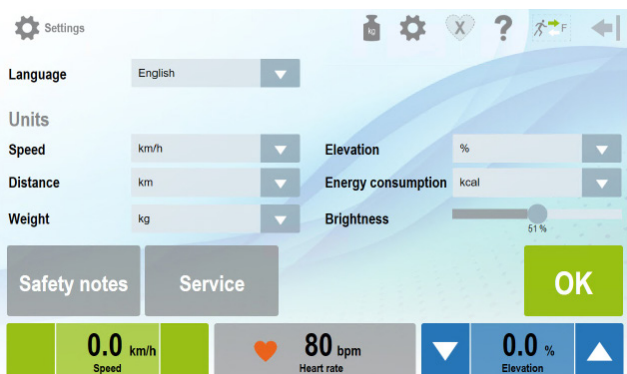 Settings
kg
X
?
F
Language English
Units
Speed km/h Elevation %
Distance km Energy consumption kcal
Weight kg Brightness
51 %
Safety notes Service OK
0.0 km/h 80 bpm 0.0 %
Speed Heart rate Elevation